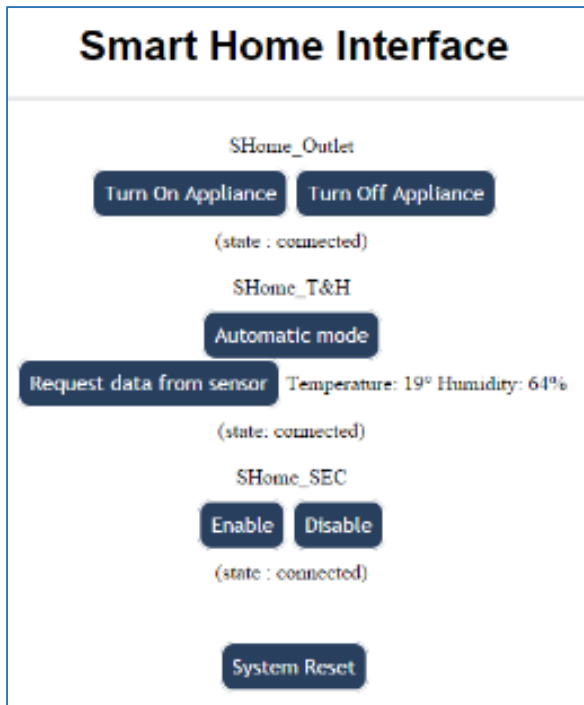 Smart Home Interface
SHome_Outlet
Turn On Appliance Turn Off Appliance
(state : connected)
SHome_T&H
Automatic mode
Request data from sensor Temperature: 19° Humidity: 64%
(state: connected)
SHome_SEC
Enable Disable
(state : connected)
System Reset